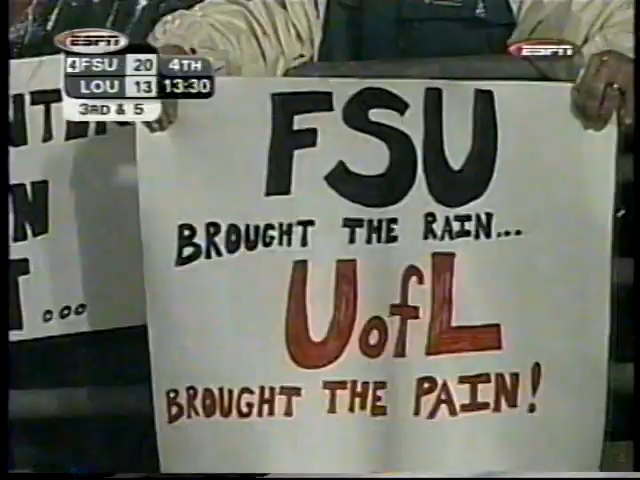 ESPN
ESPN
4 FSU 20 4TH
LOU 13 13:30
3RD & 5
FSU
BROUGHT THE RAIN...
UofL
BROUGHT THE PAIN!
N
...